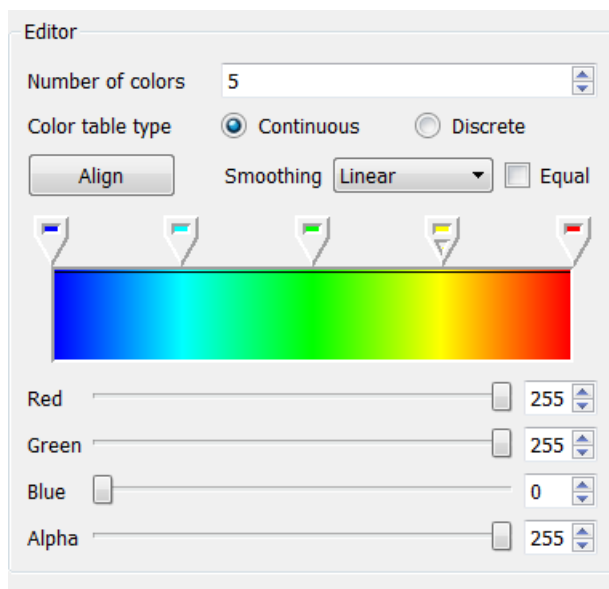 Editor
Number of colors 5
Color table type Continuous Discrete
Align Smoothing Linear Equal
Red 255
Green 255
Blue 0
Alpha 255